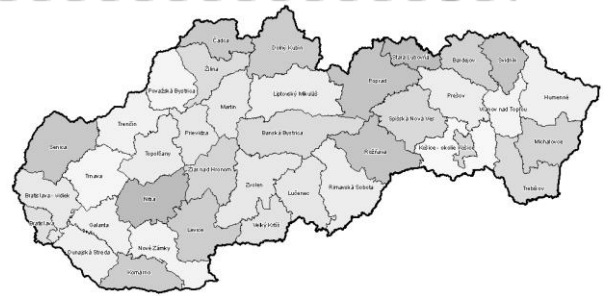 Čadca
Dolný Kubín
Stará Ľubovňa
Bardejov
Svidník
Žilina
Poprad
Považská Bystrica
Liptovský Mikuláš
Prešov
Humenné
Martin
Vranov nad Topľou
Trenčín
Prievidza
Banská Bystrica
Spišská Nová Ves
Senica
Topoľčany
Rožňava
Košice - okolie
Košice
Michalovce
Žiar nad Hronom
Trnava
Zvolen
Lučenec
Rimavská Sobota
Trebišov
Bratislava - vidiek
Nitra
Bratislava
Galanta
Levice
Veľký Krtíš
Nové Zámky
Dunajská Streda
Komárno